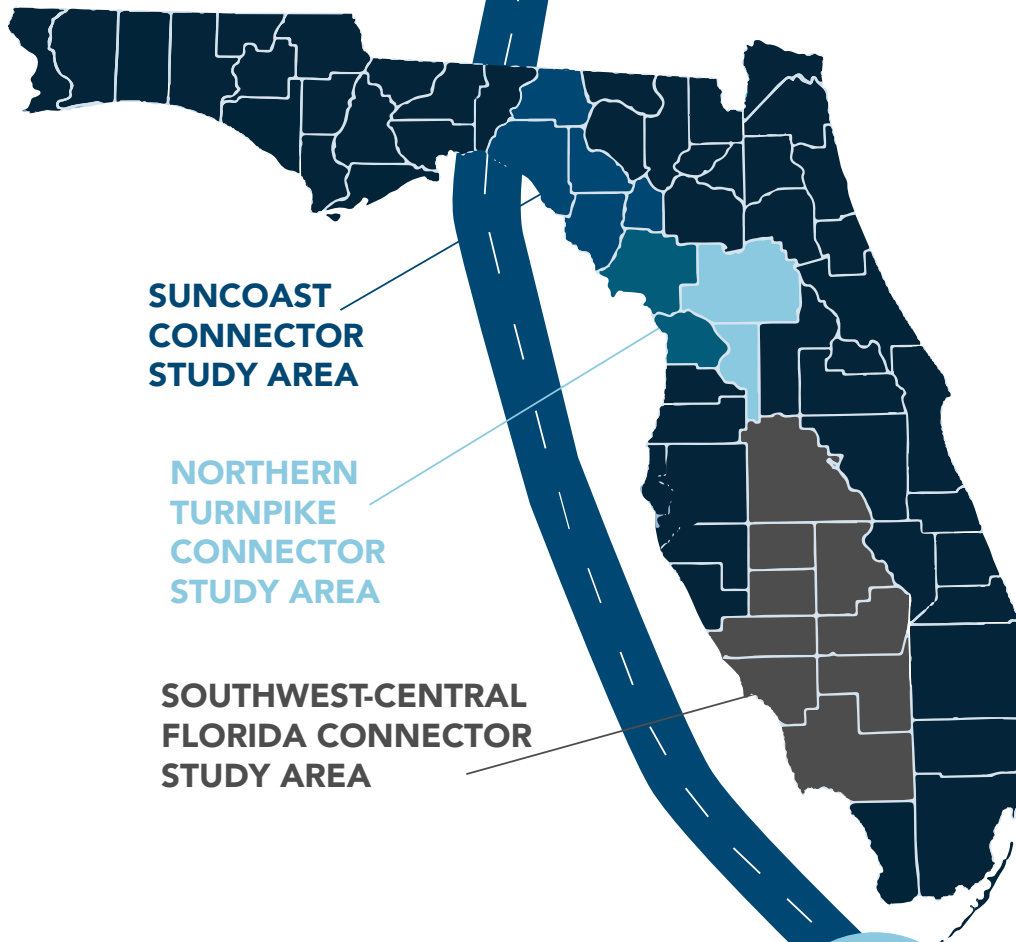 SUNCOAST
CONNECTOR
STUDY AREA
NORTHERN
TURNPIKE
CONNECTOR
STUDY AREA
SOUTHWEST-CENTRAL
FLORIDA CONNECTOR
STUDY AREA